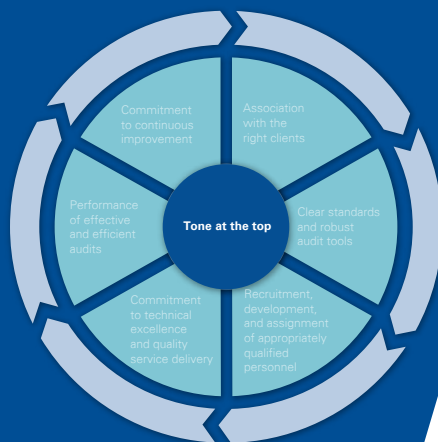 Commitment
to continuous
improvement
Association
with the
right clients
Performance
of effective
and efficient
audits
Tone at the top
Clear standards
and robust
audit tools
Commitment
to technical
excellence
and quality
service delivery
Recruitment,
development,
and assignment
of appropriately
qualified
personnel